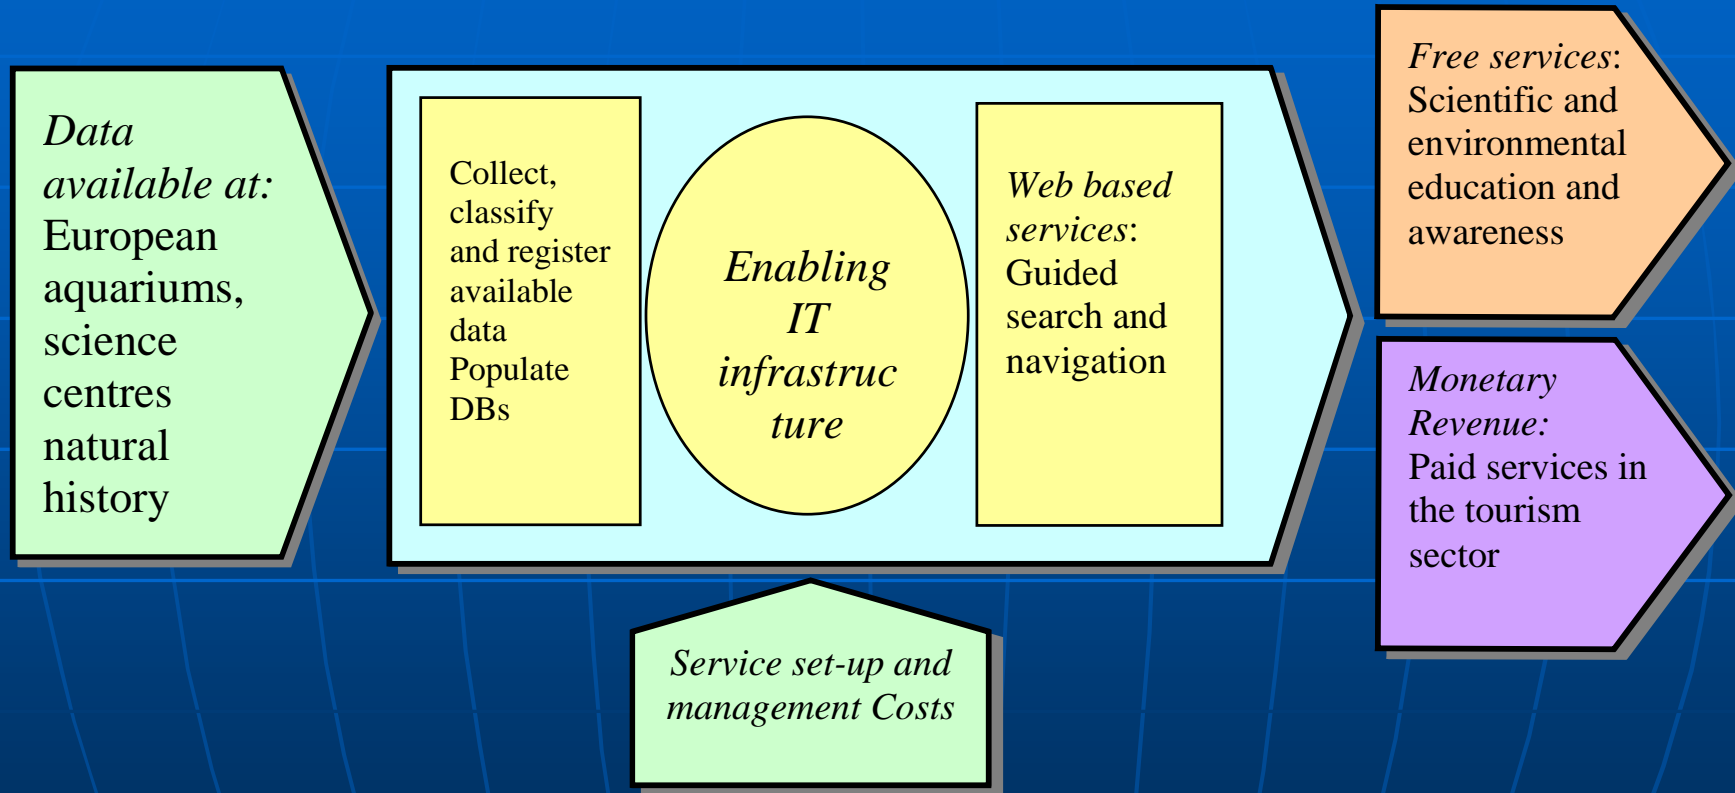 Data
available at:
European
aquariums,
science
centres
natural
history
Collect,
classify
and register
available
data
Populate
DBs
Enabling
IT
infrastruc
ture
Web based
services:
Guided
search and
navigation
Free services:
Scientific and
environmental
education and
awareness
Monetary
Revenue:
Paid services in
the tourism
sector
Service set-up and
management Costs